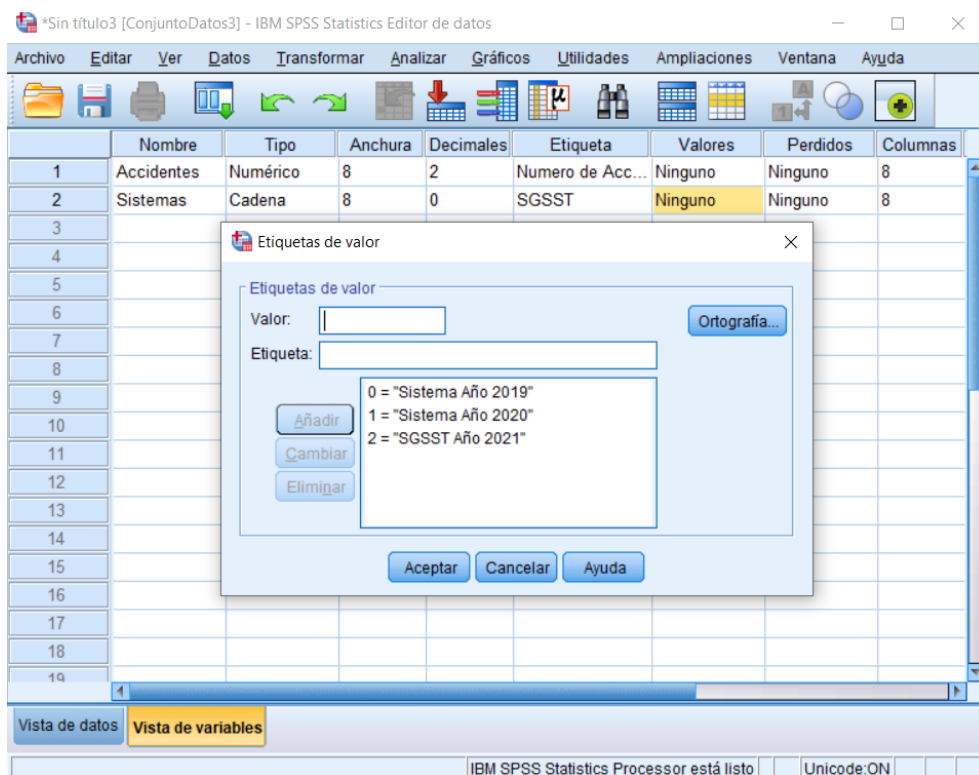 *Sin título3 [ConjuntoDatos3] - IBM SPSS Statistics Editor de datos
Archivo Editar Ver Datos Transformar Analizar Gráficos Utilidades Ampliaciones Ventana Ayuda
Nombre Tipo Anchura Decimales Etiqueta Valores Perdidos Columnas
1 Accidentes Numérico 8 2 Numero de Acc... Ninguno Ninguno 8
2 Sistemas Cadena 8 0 SGSST Ninguno Ninguno 8
3
4
5
6
7
8
9
10
11
12
13
14
15
16
17
18
19
Etiquetas de valor
Etiquetas de valor
Valor:
Ortografía...
Etiqueta:
0 = "Sistema Año 2019"
1 = "Sistema Año 2020"
2 = "SGSST Año 2021"
Añadir
Cambiar
Eliminar
Aceptar Cancelar Ayuda
Vista de datos Vista de variables
IBM SPSS Statistics Processor está listo Unicode:ON